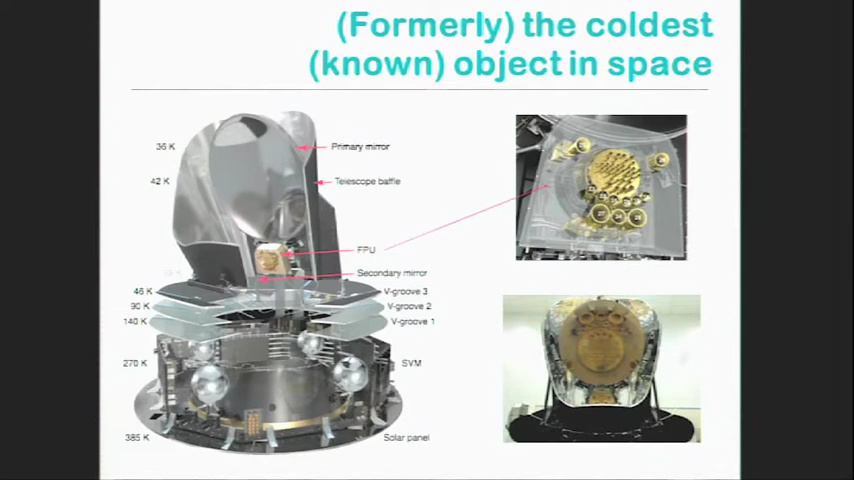 (Formerly) the coldest
(known) object in space
36 K
Primary mirror
42 K
Telescope baffle
FPU
Secondary mirror
46 K
V-groove 3
90 K
V-groove 2
140 K
V-groove 1
270 K
SVM
385 K
Solar panel